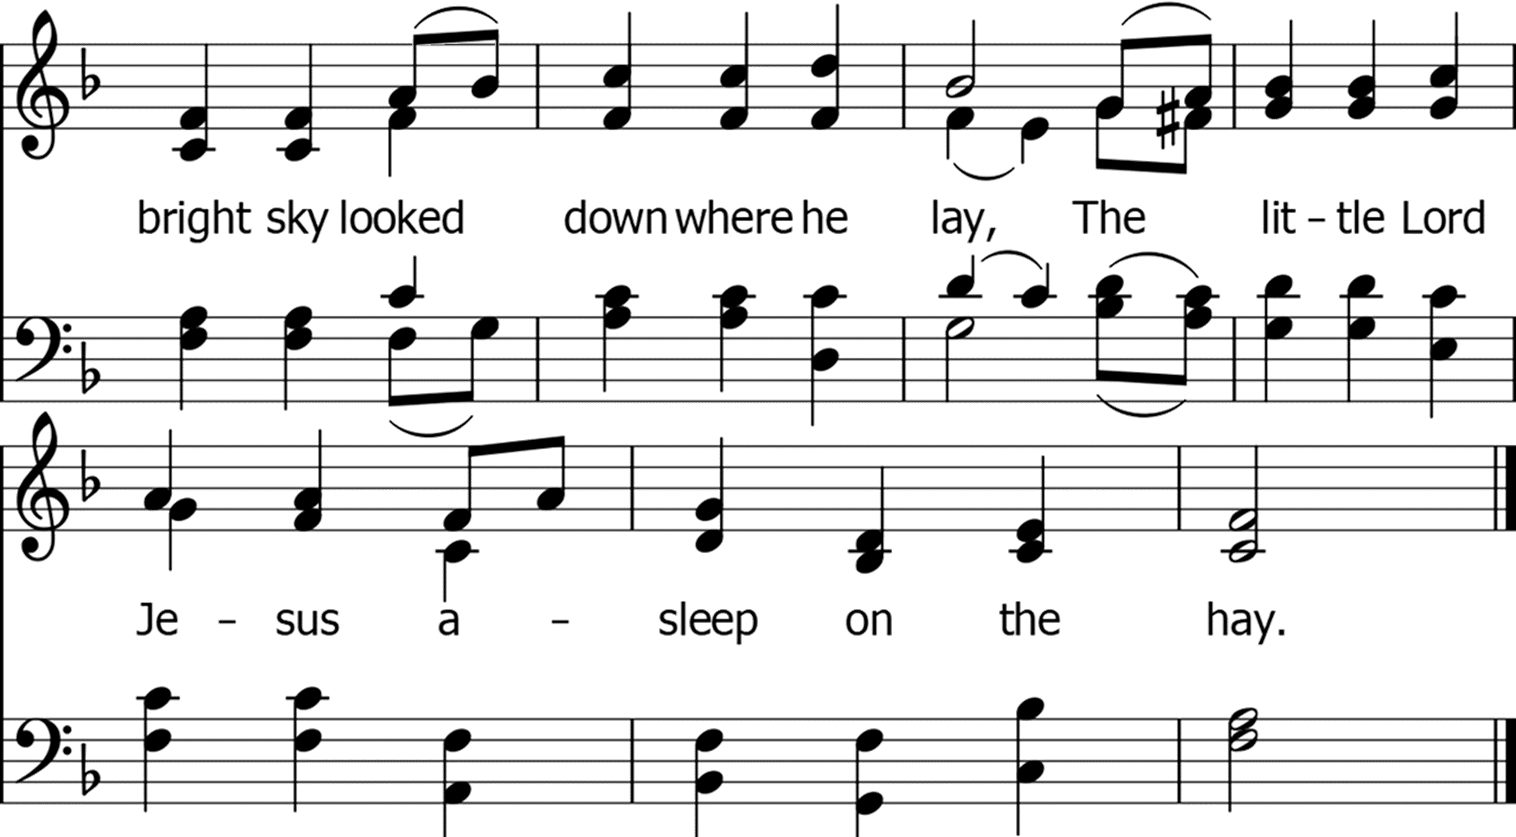 bright sky looked down where he lay, The lit – tle Lord
Je – sus a – sleep on the hay.